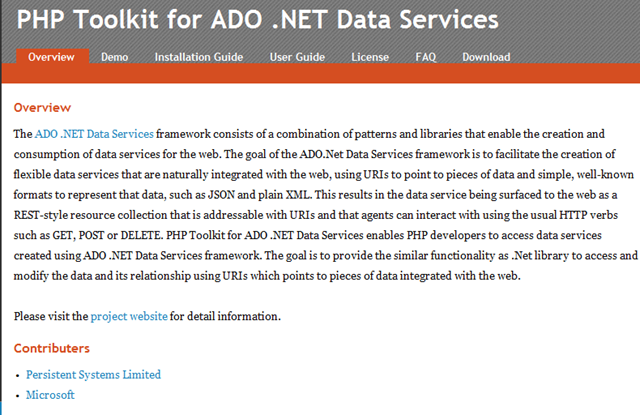 PHP Toolkit for ADO .NET Data Services
Overview Demo Installation Guide User Guide License FAQ Download
Overview
The ADO .NET Data Services framework consists of a combination of patterns and libraries that enable the creation and
consumption of data services for the web. The goal of the ADO.Net Data Services framework is to facilitate the creation of
flexible data services that are naturally integrated with the web, using URIs to point to pieces of data and simple, well-known
formats to represent that data, such as JSON and plain XML. This results in the data service being surfaced to the web as a
REST-style resource collection that is addressable with URIs and that agents can interact with using the usual HTTP verbs
such as GET, POST or DELETE. PHP Toolkit for ADO .NET Data Services enables PHP developers to access data services
created using ADO .NET Data Services framework. The goal is to provide the similar functionality as .Net library to access and
modify the data and its relationship using URIs which points to pieces of data integrated with the web.
Please visit the project website for detail information.
Contributers
• Persistent Systems Limited
• Microsoft